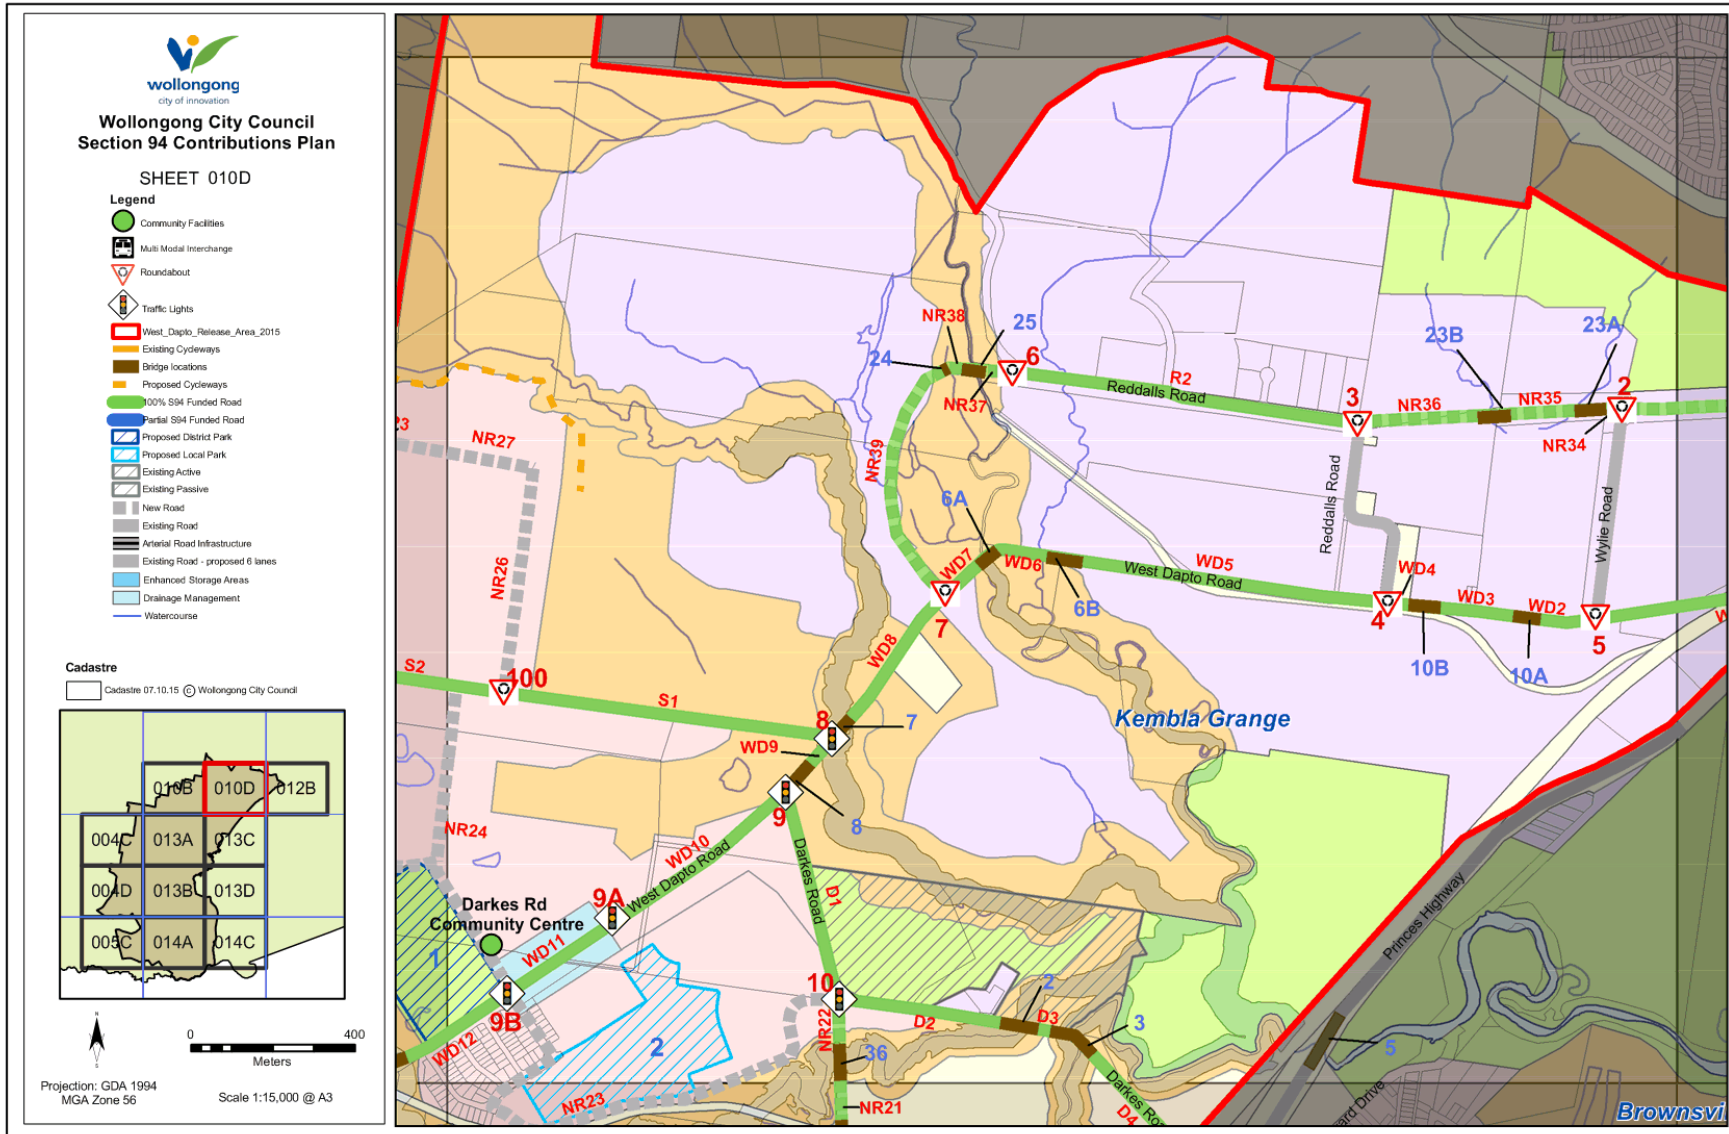 wollongong
city of innovation
Wollongong City Council
Section 94 Contributions Plan
SHEET 010D
Legend
Community Facilities
Multi Modal Interchange
Roundabout
Traffic Lights
West_Dapto_Release_Area_2015
Existing Cycleways
Bridge locations
Proposed Cycleways
100% S94 Funded Road
Partial S94 Funded Road
Proposed District Park
Proposed Local Park
Existing Active
Existing Passive
New Road
Existing Road
Arterial Road Infrastructure
Existing Road - proposed 6 lanes
Enhanced Storage Areas
Drainage Management
Watercourse
Cadastre
Cadastre 07.10.15 © Wollongong City Council
010B 010D 012B
004C 013A 013C
004D 013B 013D
005C 014A 014C
N
0 400
Meters
Projection: GDA 1994
MGA Zone 56
Scale 1:15,000 @ A3
NR38 25
24 6
NR37
R2
Reddalls Road
23B 23A
3 NR36 NR35 2
NR34
23
NR27
NR39
NR26
6A
WD7 WD6
6B
7
WD5
West Dapto Road
Reddalls Road
Wylie Road
WD4
WD3 WD2
4 5
10B 10A
W
S2 100
S1
WD8
8 7
WD9
9 8
Kembla Grange
NR24
WD10
West Dapto Road
Darkes Road
D1
9A
Darkes Rd
Community Centre
WD11
1
9B
WD12
2
NR23
10
NR22
D2
2
D3
3
36
NR21
Darkes Ro
D4
Princes Highway
5
ard Drive
Brownsvi